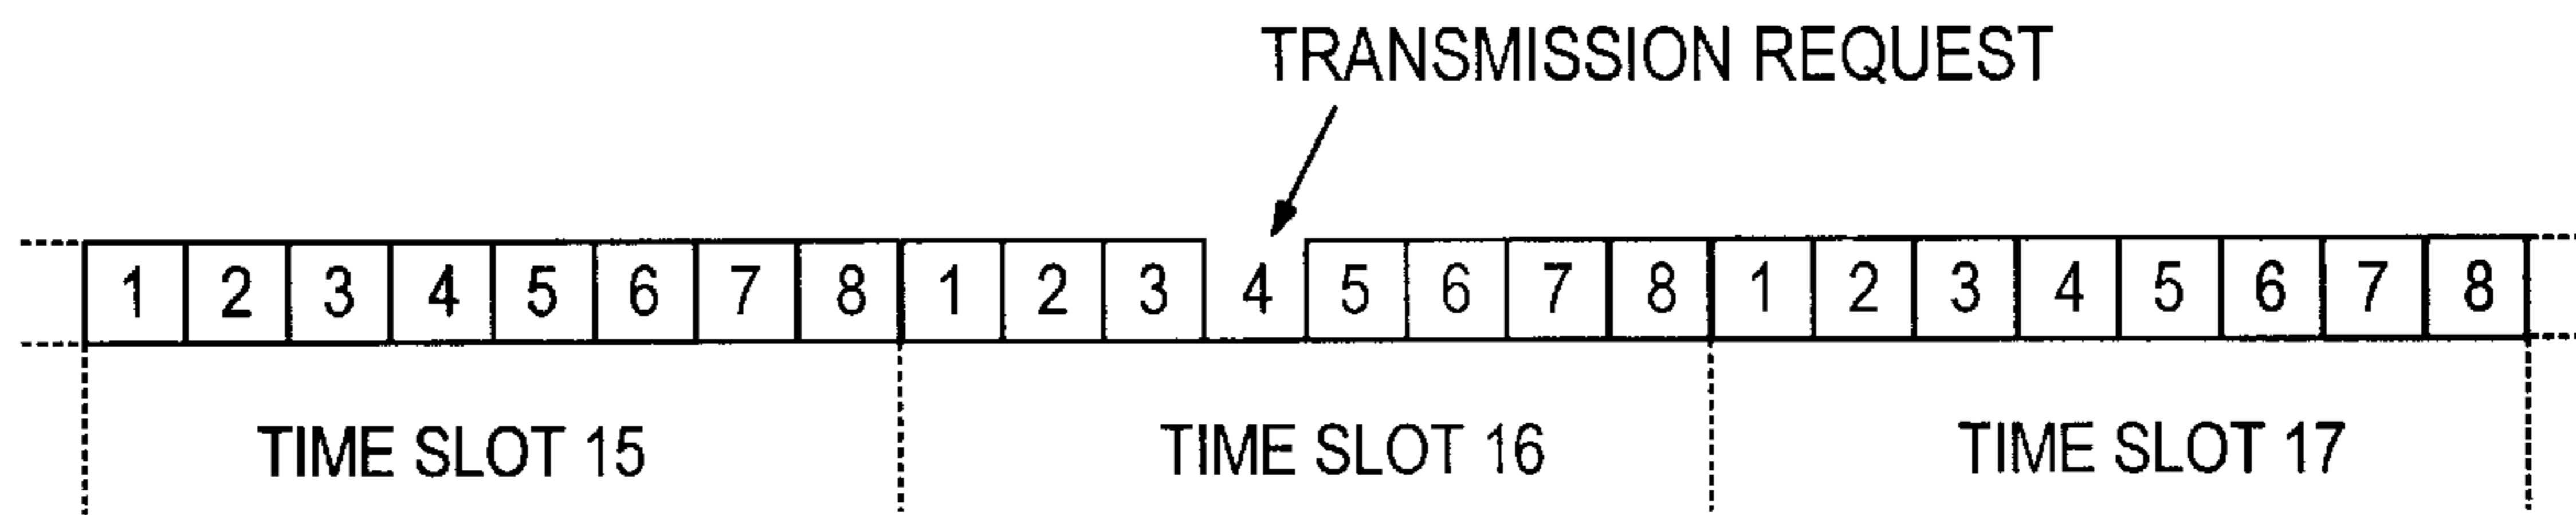 TRANSMISSION REQUEST
1 2 3 4 5 6 7 8 1 2 3 4 5 6 7 8 1 2 3 4 5 6 7 8
TIME SLOT 15 TIME SLOT 16 TIME SLOT 17